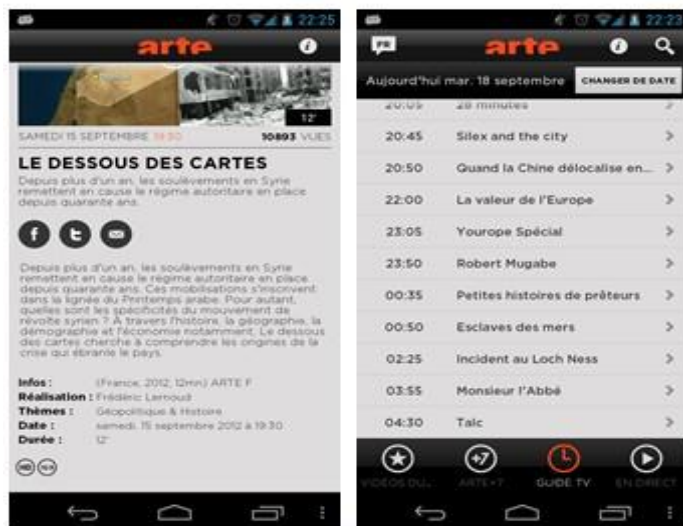 22:25
arte
12'
SAMEDI 15 SEPTEMBRE 19:30 10893 VUES
LE DESSOUS DES CARTES
Depuis plus d'un an, les soulèvements en Syrie
remettent en cause le régime autoritaire en place
depuis quarante ans.
Depuis plus d'un an, les soulèvements en Syrie
remettent en cause le régime autoritaire en place
depuis quarante ans. Ces mobilisations s'inscrivent
dans la lignée du Printemps arabe. Pour autant,
quelles sont les spécificités du mouvement de
révolte syrien ? A travers l'histoire, la géographie, la
démographie et l'économie notamment, Le dessous
des cartes cherche à comprendre les origines de la
crise qui ébranle le pays.
Infos : (France, 2012, 12mn) ARTE F
Réalisation : Frédéric Lernoud
Thèmes : Géopolitique & Histoire
Date : samedi, 15 septembre 2012 à 19:30
Durée : 12'
HD
22:23
FR arte
Aujourd'hui mar. 18 septembre CHANGER DE DATE
20:05 28 minutes
20:45 Silex and the city
20:50 Quand la Chine délocalise en...
22:00 La valeur de l'Europe
23:05 Yourope Spécial
23:50 Robert Mugabe
00:35 Petites histoires de prêteurs
00:50 Esclaves des mers
02:25 Incident au Loch Ness
03:55 Monsieur l'Abbé
04:30 Talc
+7
VIDÉOS DU... ARTE+7 GUIDE TV EN DIRECT